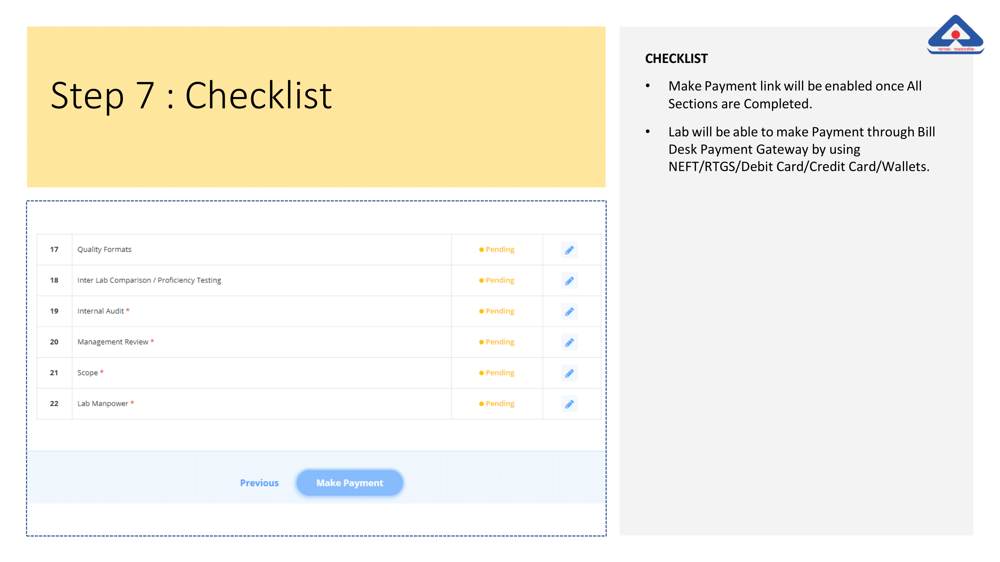 Step 7 : Checklist
17 Quality Formats Pending
18 Inter Lab Comparison / Proficiency Testing Pending
19 Internal Audit * Pending
20 Management Review * Pending
21 Scope * Pending
22 Lab Manpower * Pending
Previous Make Payment
मानकः पथप्रदर्शकः
CHECKLIST
• Make Payment link will be enabled once All
Sections are Completed.
• Lab will be able to make Payment through Bill
Desk Payment Gateway by using
NEFT/RTGS/Debit Card/Credit Card/Wallets.